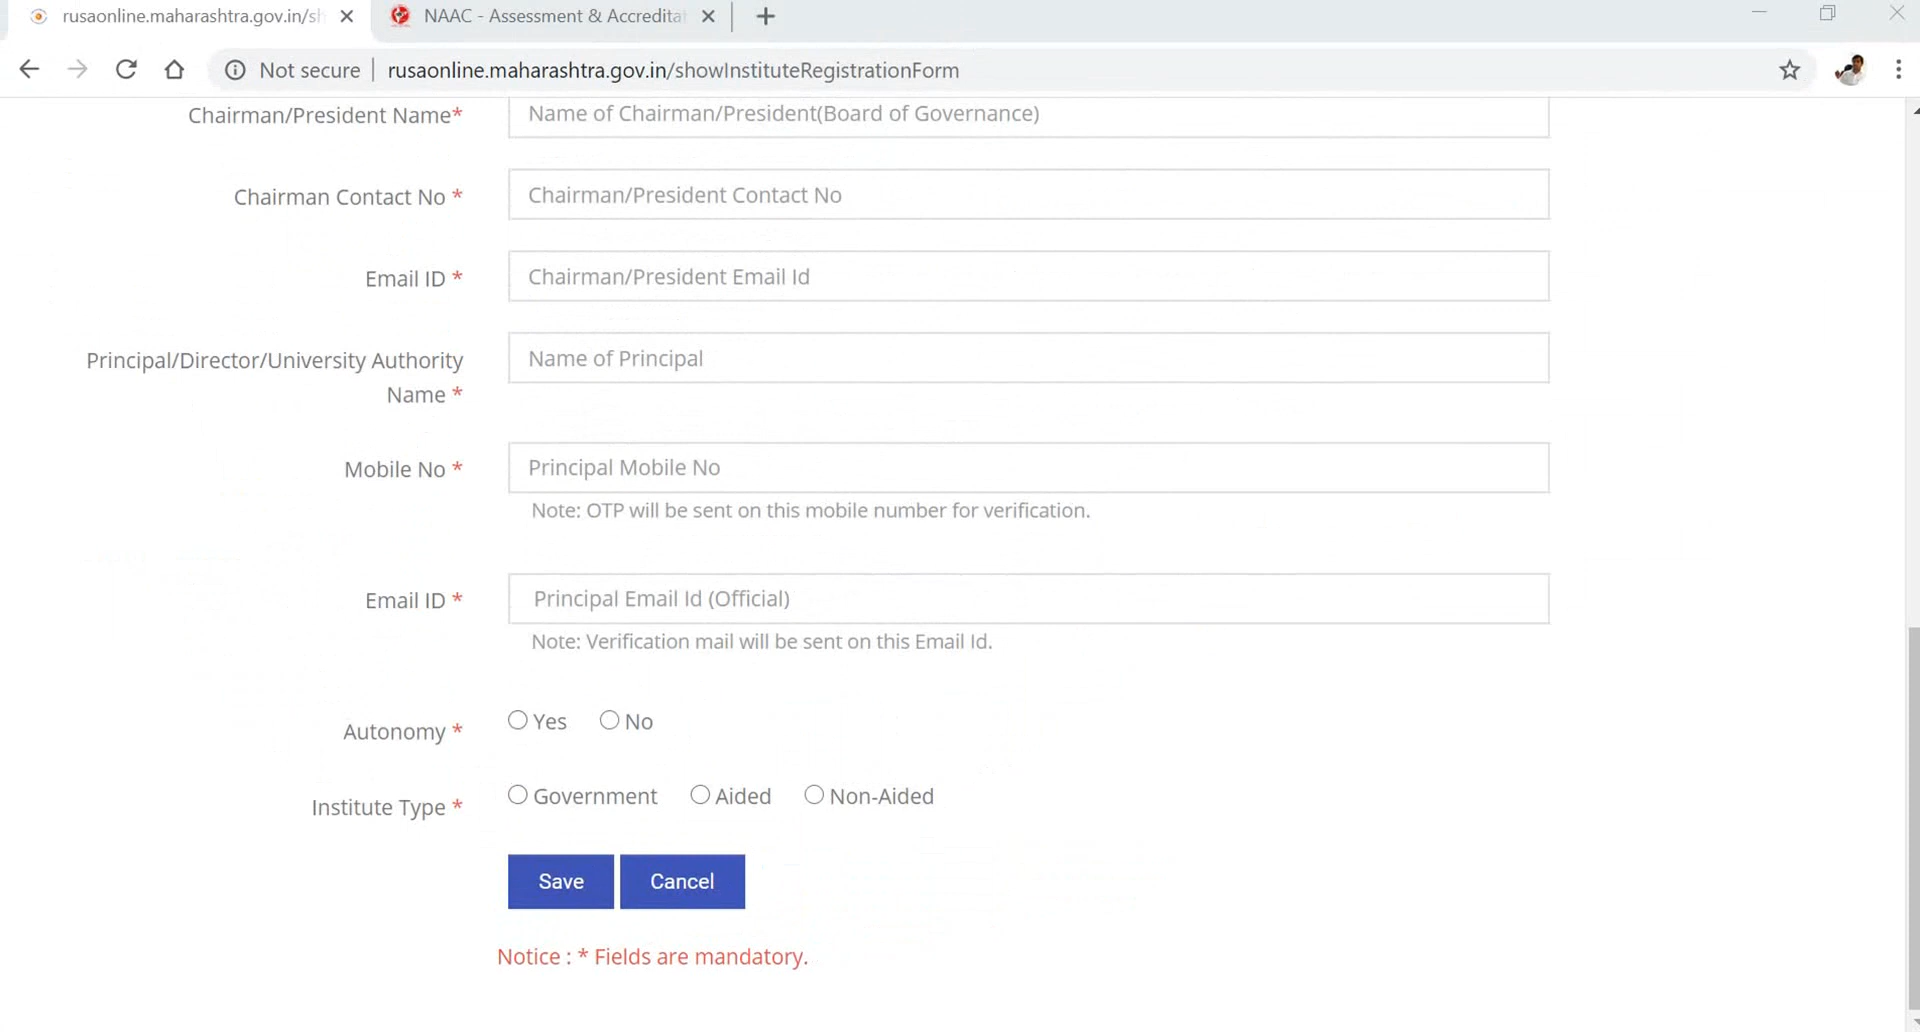 rusaonline.maharashtra.gov.in/sh
NAAC - Assessment & Accredita
Not secure
rusaonline.maharashtra.gov.in/showInstituteRegistrationForm
Chairman/President Name*
Name of Chairman/President(Board of Governance)
Chairman Contact No *
Chairman/President Contact No
Email ID *
Chairman/President Email Id
Principal/Director/University Authority
Name *
Name of Principal
Mobile No *
Principal Mobile No
Note: OTP will be sent on this mobile number for verification.
Email ID *
Principal Email Id (Official)
Note: Verification mail will be sent on this Email Id.
Autonomy *
Yes No
Institute Type *
Government Aided Non-Aided
Save Cancel
Notice : * Fields are mandatory.